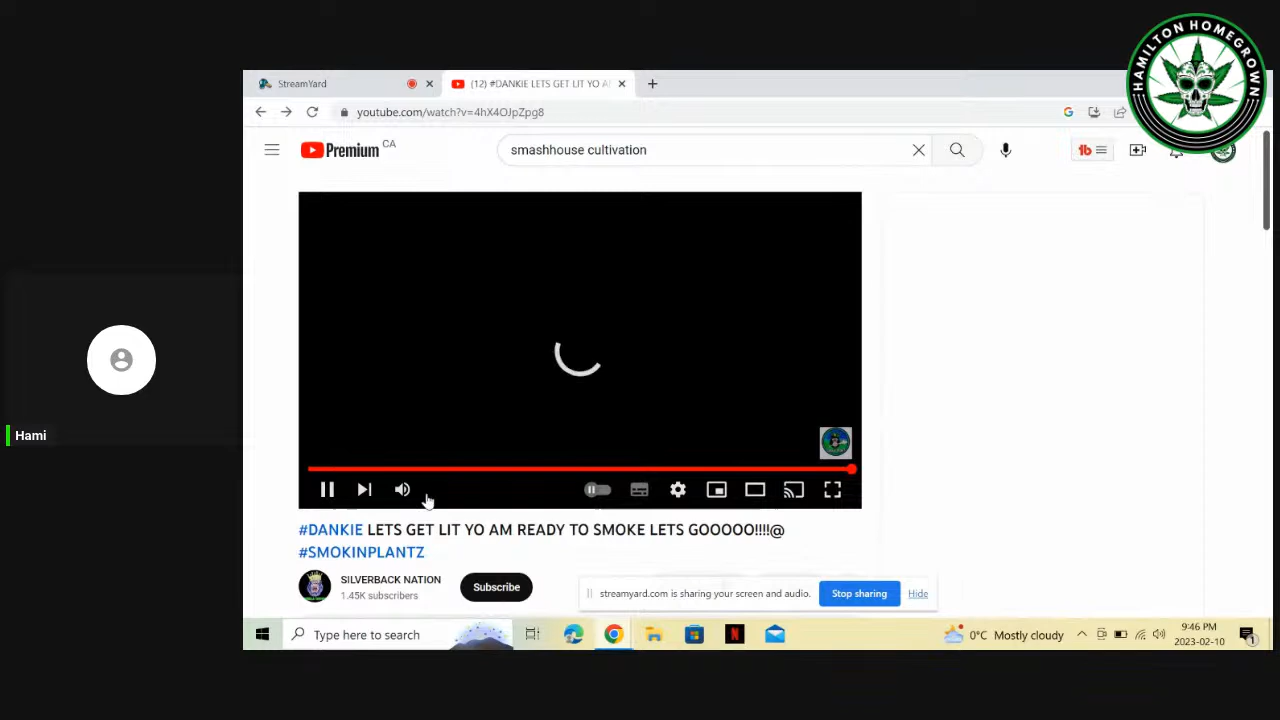 HAMILTON HOMEGROWN
StreamYard
(12) #DANKIE LETS GET LIT YO A
youtube.com/watch?v=4hX4OJpZpg8
Premium CA
smashhouse cultivation
Hami
#DANKIE LETS GET LIT YO AM READY TO SMOKE LETS GOOOOO!!!!@
#SMOKINPLANTZ
SILVERBACK NATION
1.45K subscribers
Subscribe
streamyard.com is sharing your screen and audio.
Stop sharing
Hide
Type here to search
0°C Mostly cloudy
9:46 PM
2023-02-10